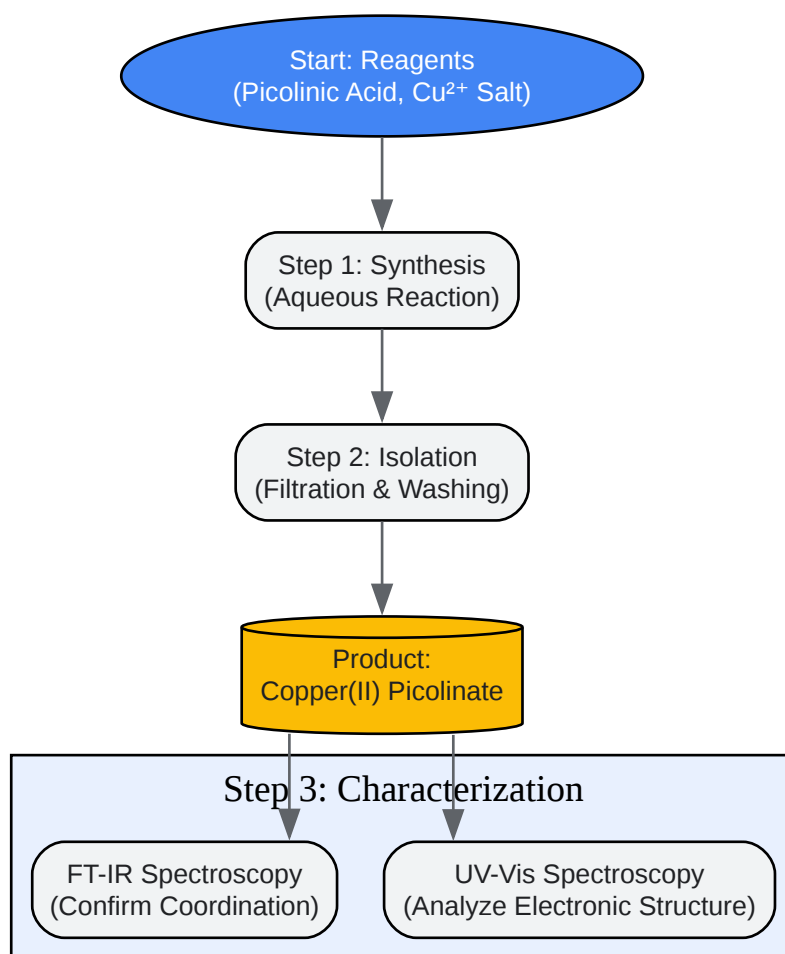 Start: Reagents
(Picolinic Acid, Cu²⁺ Salt)
Step 1: Synthesis
(Aqueous Reaction)
Step 2: Isolation
(Filtration & Washing)
Product:
Copper(II) Picolinate
Step 3: Characterization
FT-IR Spectroscopy
(Confirm Coordination)
UV-Vis Spectroscopy
(Analyze Electronic Structure)